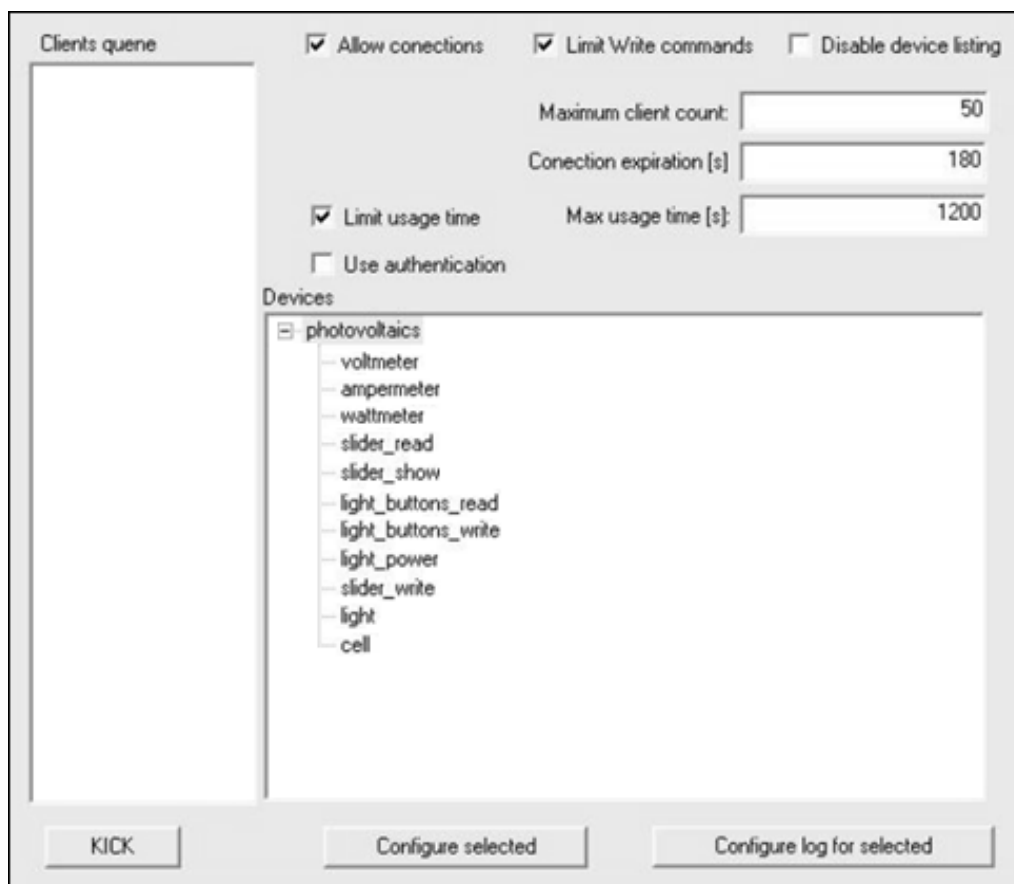 Clients quene
Allow conections
Limit Write commands
Disable device listing
Maximum client count:
50
Conection expiration [s]
180
Limit usage time
Max usage time [s]:
1200
Use authentication
Devices
photovoltaics
voltmeter
ampermeter
wattmeter
slider_read
slider_show
light_buttons_read
light_buttons_write
light_power
slider_write
light
cell
KICK
Configure selected
Configure log for selected